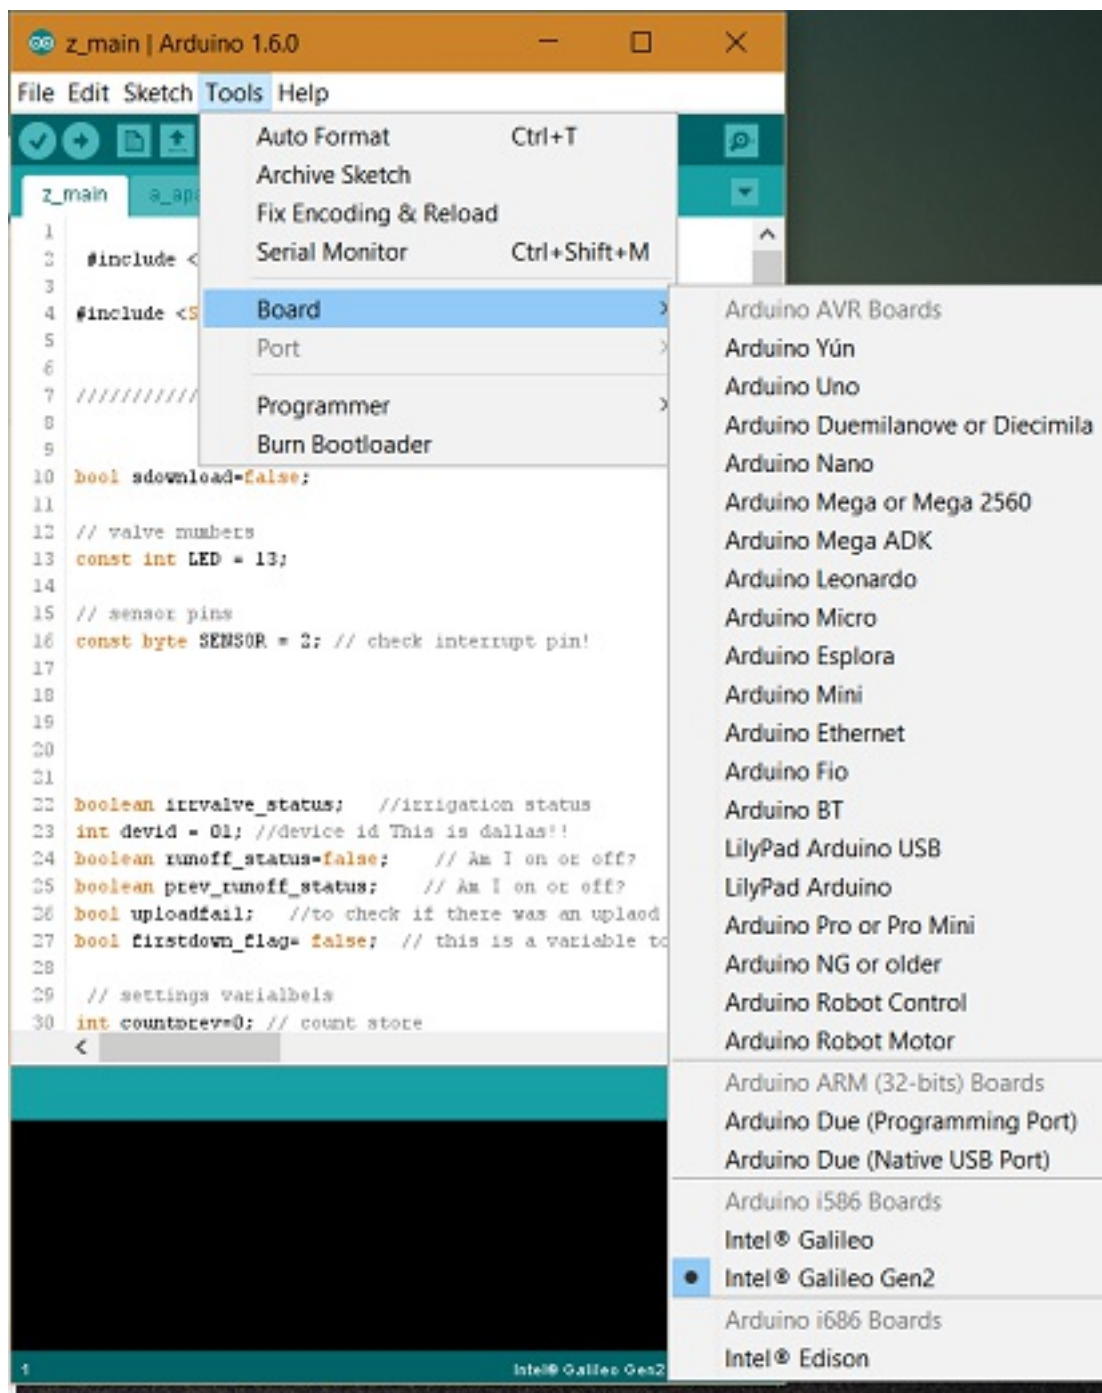 z_main | Arduino 1.6.0
File Edit Sketch Tools Help
z_main
Auto Format Ctrl+T
Archive Sketch
Fix Encoding & Reload
Serial Monitor Ctrl+Shift+M
Board
Port
Programmer
Burn Bootloader
1
2 #include <
3
4 #include <S
5
6
7 ///////////
8
9
10 bool sdownload=false;
11
12 // valve numbers
13 const int LED = 13;
14
15 // sensor pins
16 const byte SENSOR = 2; // check interrupt pin!
17
18
19
20
21
22 boolean irrvalve_status; //irrigation status
23 int devid = 01; //device id This is dallas!!
24 boolean runoff_status=false; // Am I on or off?
25 boolean prev_runoff_status; // Am I on or off?
26 bool uploadfail; //to check if there was an uplaod
27 bool firstdown_flag= false; // this is a variable to
28
29 // settings varialbels
30 int countprev=0; // count store
Arduino AVR Boards
Arduino Yún
Arduino Uno
Arduino Duemilanove or Diecimila
Arduino Nano
Arduino Mega or Mega 2560
Arduino Mega ADK
Arduino Leonardo
Arduino Micro
Arduino Esplora
Arduino Mini
Arduino Ethernet
Arduino Fio
Arduino BT
LilyPad Arduino USB
LilyPad Arduino
Arduino Pro or Pro Mini
Arduino NG or older
Arduino Robot Control
Arduino Robot Motor
Arduino ARM (32-bits) Boards
Arduino Due (Programming Port)
Arduino Due (Native USB Port)
Arduino i586 Boards
Intel® Galileo
Intel® Galileo Gen2
Arduino i686 Boards
Intel® Edison
1 Intel® Galileo Gen2